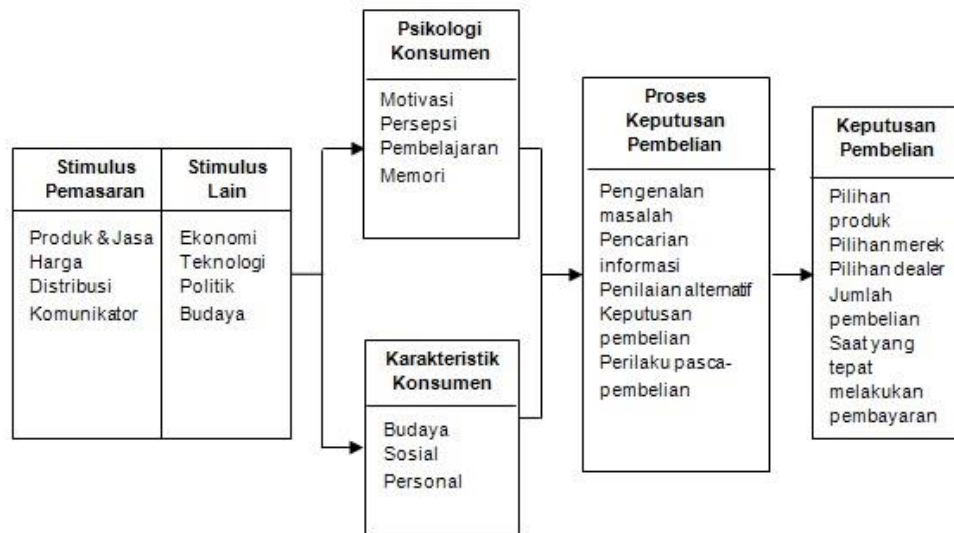 Stimulus
Pemasaran
Produk & Jasa
Harga
Distribusi
Komunikator
Stimulus
Lain
Ekonomi
Teknologi
Politik
Budaya
Psikologi
Konsumen
Motivasi
Persepsi
Pembelajaran
Memori
Karakteristik
Konsumen
Budaya
Sosial
Personal
Proses
Keputusan
Pembelian
Pengenalan
masalah
Pencarian
informasi
Penilaian alternatif
Keputusan
pembelian
Perilaku pasca-
pembelian
Keputusan
Pembelian
Pilihan
produk
Pilihan merek
Pilihan dealer
Jumlah
pembelian
Saat yang
tepat
melakukan
pembayaran